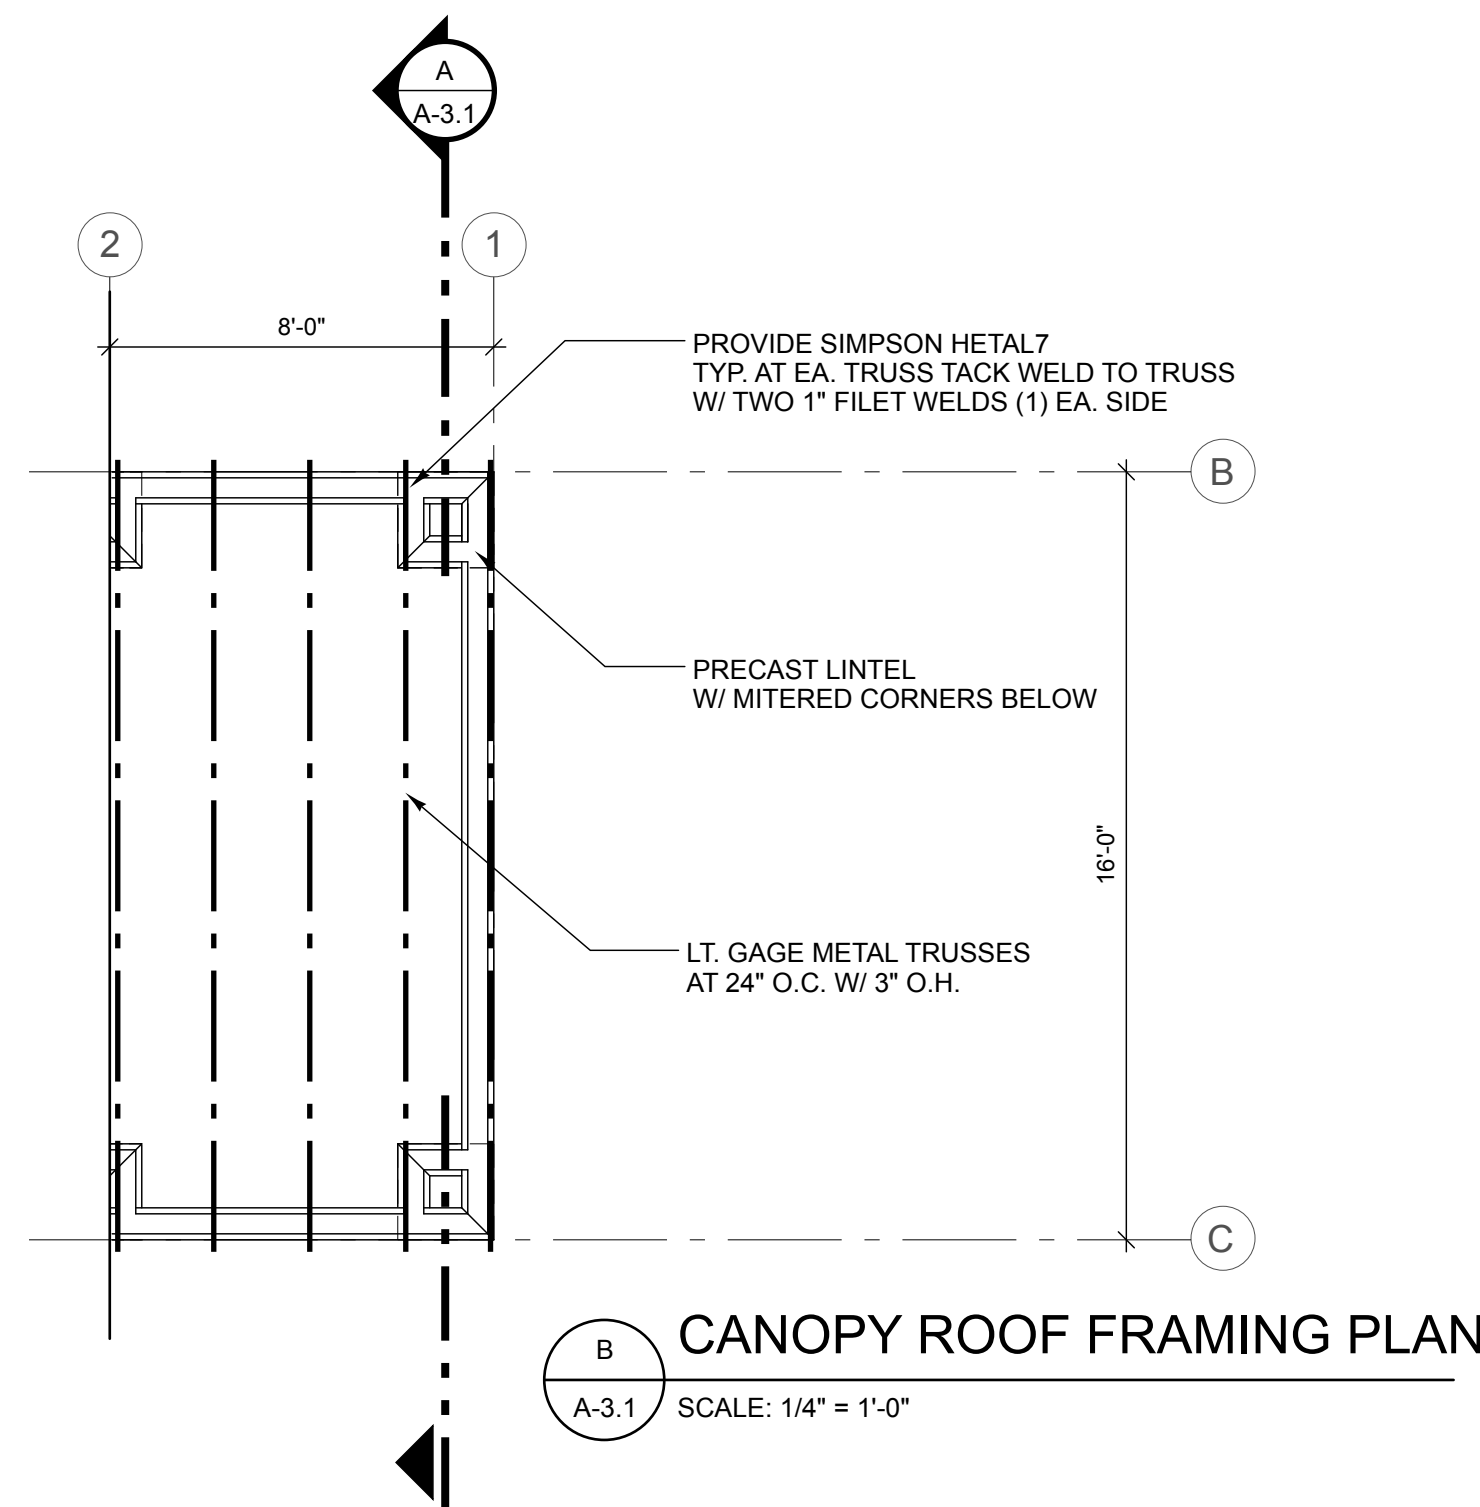 A
A-3.1
2
1
8'-0"
PROVIDE SIMPSON HETAL7
TYP. AT EA. TRUSS TACK WELD TO TRUSS
W/ TWO 1" FILET WELDS (1) EA. SIDE
B
PRECAST LINTEL
W/ MITERED CORNERS BELOW
16'-0"
LT. GAGE METAL TRUSSES
AT 24" O.C. W/ 3" O.H.
C
B
A-3.1
CANOPY ROOF FRAMING PLAN
SCALE: 1/4" = 1'-0"